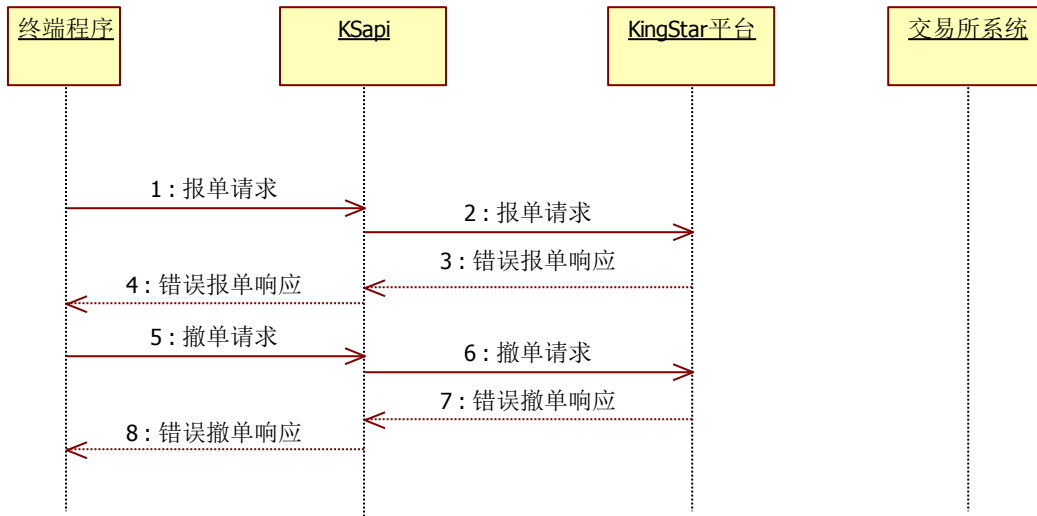 终端程序
KSapi
KingStar平台
交易所系统
1 : 报单请求
2 : 报单请求
3 : 错误报单响应
4 : 错误报单响应
5 : 撤单请求
6 : 撤单请求
7 : 错误撤单响应
8 : 错误撤单响应